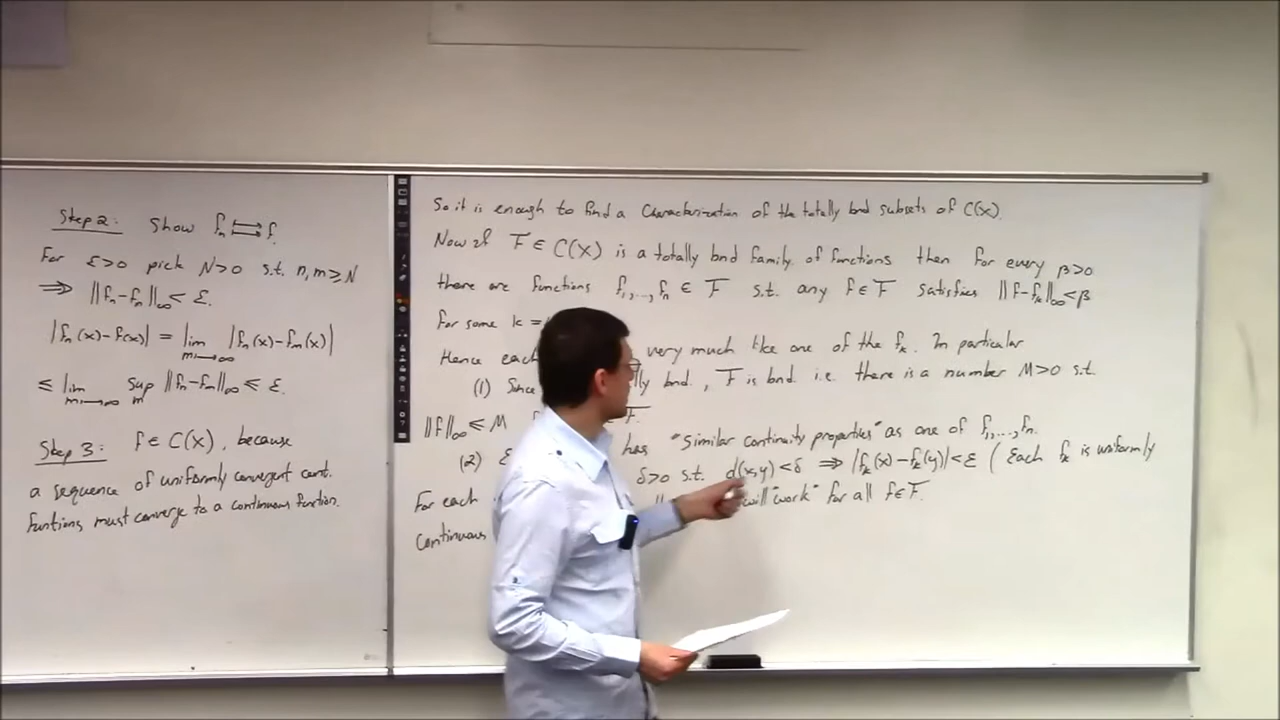 Step 2: Show fₙ ⇉ f.
For ε>0 pick N>0 s.t. n,m ≥ N
⟹ ||fₙ-fₘ||∞ < ε.
|fₙ(x)-f(x)| = lim m→∞ |fₙ(x)-fₘ(x)|
≤ lim m→∞ sup m ||fₙ-fₘ||∞ ≤ ε.
Step 3: f ∈ C(X), because
a sequence of uniformly convergent cont.
functions must converge to a continuous function.
So it is enough to find a Characterization of the totally bnd subsets of C(X).
Now if F ∈ C(X) is a totally bnd family of functions then for every β>0
there are functions f₁,...,fₙ ∈ F s.t. any f∈F satisfies ||f-fₖ||∞<β
For some k =
Hence each very much like one of the fₖ. In particular
(1) Since lly bnd, F is bnd i.e. there is a number M>0 s.t.
||f||∞ ≤ M F.
(2) has "Similar continuity properties" as one of f₁,...,fₙ.
For each δ>0 s.t. d(x,y)<δ ⟹ |fₖ(x)-fₖ(y)|<ε ( Each fₖ is uniformly
continuous will "work" for all f∈F.